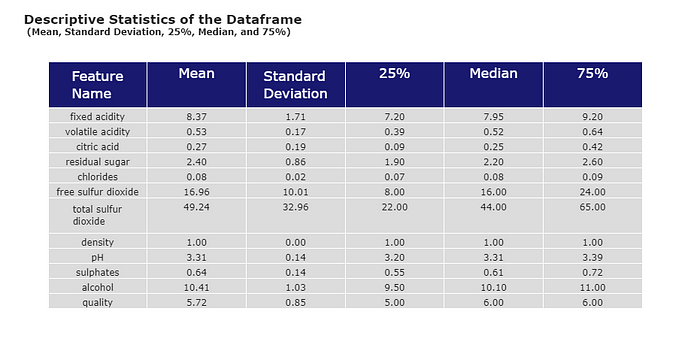 Descriptive Statistics of the Dataframe
(Mean, Standard Deviation, 25%, Median, and 75%)
Feature Name Mean Standard Deviation 25% Median 75%
fixed acidity 8.37 1.71 7.20 7.95 9.20
volatile acidity 0.53 0.17 0.39 0.52 0.64
citric acid 0.27 0.19 0.09 0.25 0.42
residual sugar 2.40 0.86 1.90 2.20 2.60
chlorides 0.08 0.02 0.07 0.08 0.09
free sulfur dioxide 16.96 10.01 8.00 16.00 24.00
total sulfur dioxide 49.24 32.96 22.00 44.00 65.00
density 1.00 0.00 1.00 1.00 1.00
pH 3.31 0.14 3.20 3.31 3.39
sulphates 0.64 0.14 0.55 0.61 0.72
alcohol 10.41 1.03 9.50 10.10 11.00
quality 5.72 0.85 5.00 6.00 6.00